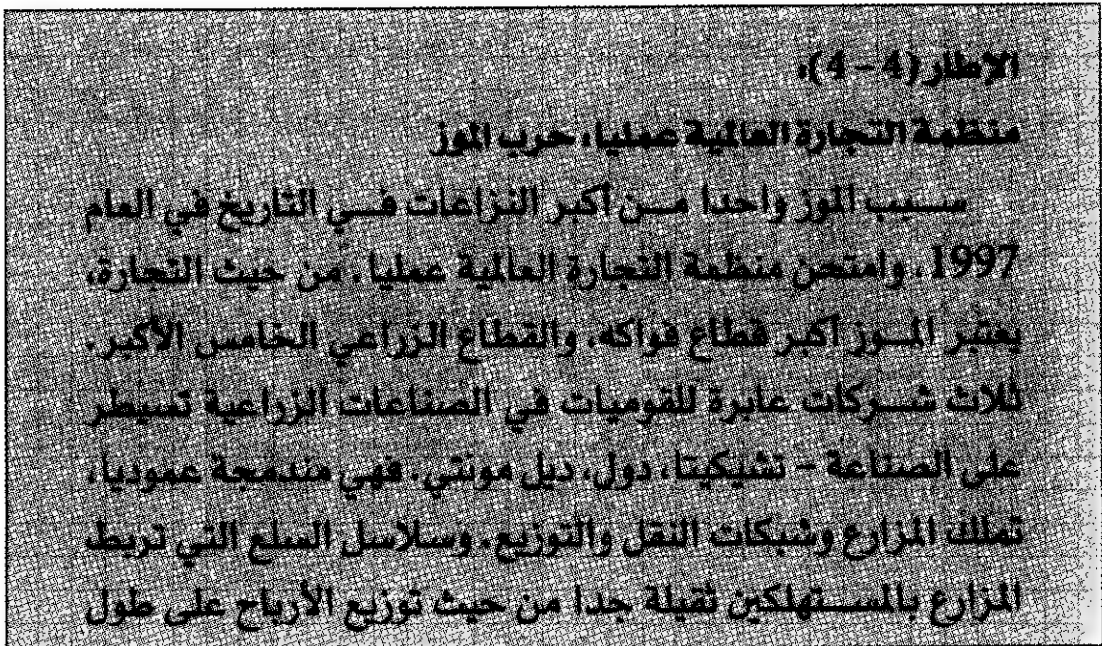 الإطار (4 - 4):
منظمة التجارة العالمية عمليا، حرب الموز
سبب الموز واحدا من أكبر النزاعات في التاريخ في العام
1997، وامتحن منظمة التجارة العالمية عمليا. من حيث التجارة،
يعتبر الموز أكبر قطاع فواكه، والقطاع الزراعي الخامس الأكبر.
ثلاث شركات عابرة للقوميات في الصناعات الزراعية تسيطر
على الصناعة - تشيكيتا، دول، ديل مونتي. فهي مندمجة عموديا،
تملك المزارع وشبكات النقل والتوزيع. وسلاسل السلع التي تربط
المزارع بالمستهلكين ثقيلة جدا من حيث توزيع الأرباح على طول